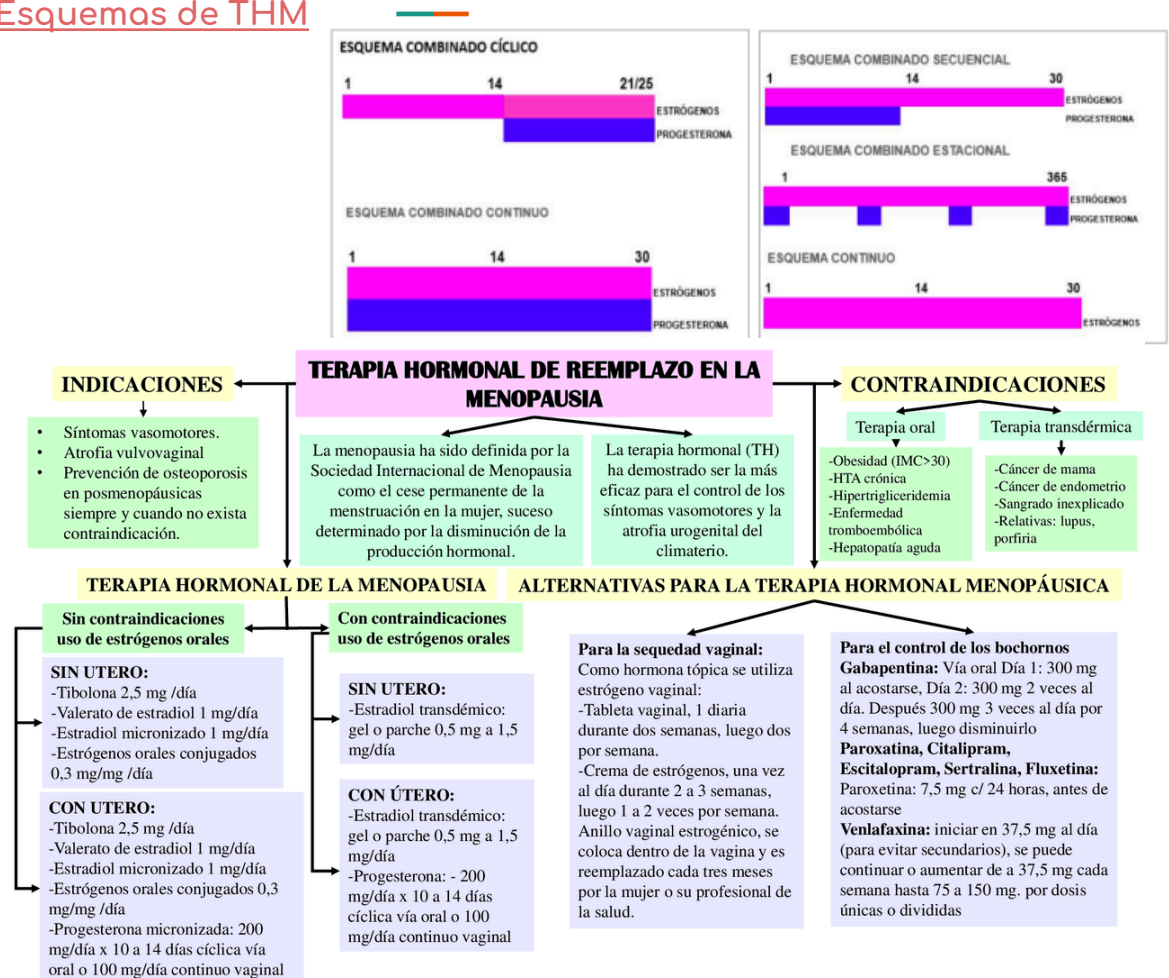 Esquemas de THM
ESQUEMA COMBINADO CÍCLICO
1 14 21/25
ESTRÓGENOS
PROGESTERONA
ESQUEMA COMBINADO CONTINUO
1 14 30
ESTRÓGENOS
PROGESTERONA
ESQUEMA COMBINADO SECUENCIAL
1 14 30
ESTRÓGENOS
PROGESTERONA
ESQUEMA COMBINADO ESTACIONAL
1 365
ESTRÓGENOS
PROGESTERONA
ESQUEMA CONTINUO
1 14 30
ESTRÓGENOS
TERAPIA HORMONAL DE REEMPLAZO EN LA
MENOPAUSIA
INDICACIONES
• Síntomas vasomotores.
• Atrofia vulvovaginal
• Prevención de osteoporosis
en posmenopáusicas
siempre y cuando no exista
contraindicación.
La menopausia ha sido definida por la
Sociedad Internacional de Menopausia
como el cese permanente de la
menstruación en la mujer, suceso
determinado por la disminución de la
producción hormonal.
La terapia hormonal (TH)
ha demostrado ser la más
eficaz para el control de los
síntomas vasomotores y la
atrofia urogenital del
climaterio.
CONTRAINDICACIONES
Terapia oral
-Obesidad (IMC>30)
-HTA crónica
-Hipertrigliceridemia
-Enfermedad
tromboembólica
-Hepatopatía aguda
Terapia transdérmica
-Cáncer de mama
-Cáncer de endometrio
-Sangrado inexplicado
-Relativas: lupus,
porfiria
TERAPIA HORMONAL DE LA MENOPAUSIA
Sin contraindicaciones
uso de estrógenos orales
SIN UTERO:
-Tibolona 2,5 mg /día
-Valerato de estradiol 1 mg/día
-Estradiol micronizado 1 mg/día
-Estrógenos orales conjugados
0,3 mg/mg /día
CON UTERO:
-Tibolona 2,5 mg /día
-Valerato de estradiol 1 mg/día
-Estradiol micronizado 1 mg/día
-Estrógenos orales conjugados 0,3
mg/mg /día
-Progesterona micronizada: 200
mg/día x 10 a 14 días cíclica vía
oral o 100 mg/día continuo vaginal
Con contraindicaciones
uso de estrógenos orales
SIN UTERO:
-Estradiol transdémico:
gel o parche 0,5 mg a 1,5
mg/día
CON ÚTERO:
-Estradiol transdémico:
gel o parche 0,5 mg a 1,5
mg/día
-Progesterona: - 200
mg/día x 10 a 14 días
cíclica vía oral o 100
mg/día continuo vaginal
ALTERNATIVAS PARA LA TERAPIA HORMONAL MENOPÁUSICA
Para la sequedad vaginal:
Como hormona tópica se utiliza
estrógeno vaginal:
-Tableta vaginal, 1 diaria
durante dos semanas, luego dos
por semana.
-Crema de estrógenos, una vez
al día durante 2 a 3 semanas,
luego 1 a 2 veces por semana.
Anillo vaginal estrogénico, se
coloca dentro de la vagina y es
reemplazado cada tres meses
por la mujer o su profesional de
la salud.
Para el control de los bochornos
Gabapentina: Vía oral Día 1: 300 mg
al acostarse, Día 2: 300 mg 2 veces al
día. Después 300 mg 3 veces al día por
4 semanas, luego disminuirlo
Paroxatina, Citalipram,
Escitalopram, Sertralina, Fluxetina:
Paroxetina: 7,5 mg c/ 24 horas, antes de
acostarse
Venlafaxina: iniciar en 37,5 mg al día
(para evitar secundarios), se puede
continuar o aumentar de a 37,5 mg cada
semana hasta 75 a 150 mg. por dosis
únicas o divididas